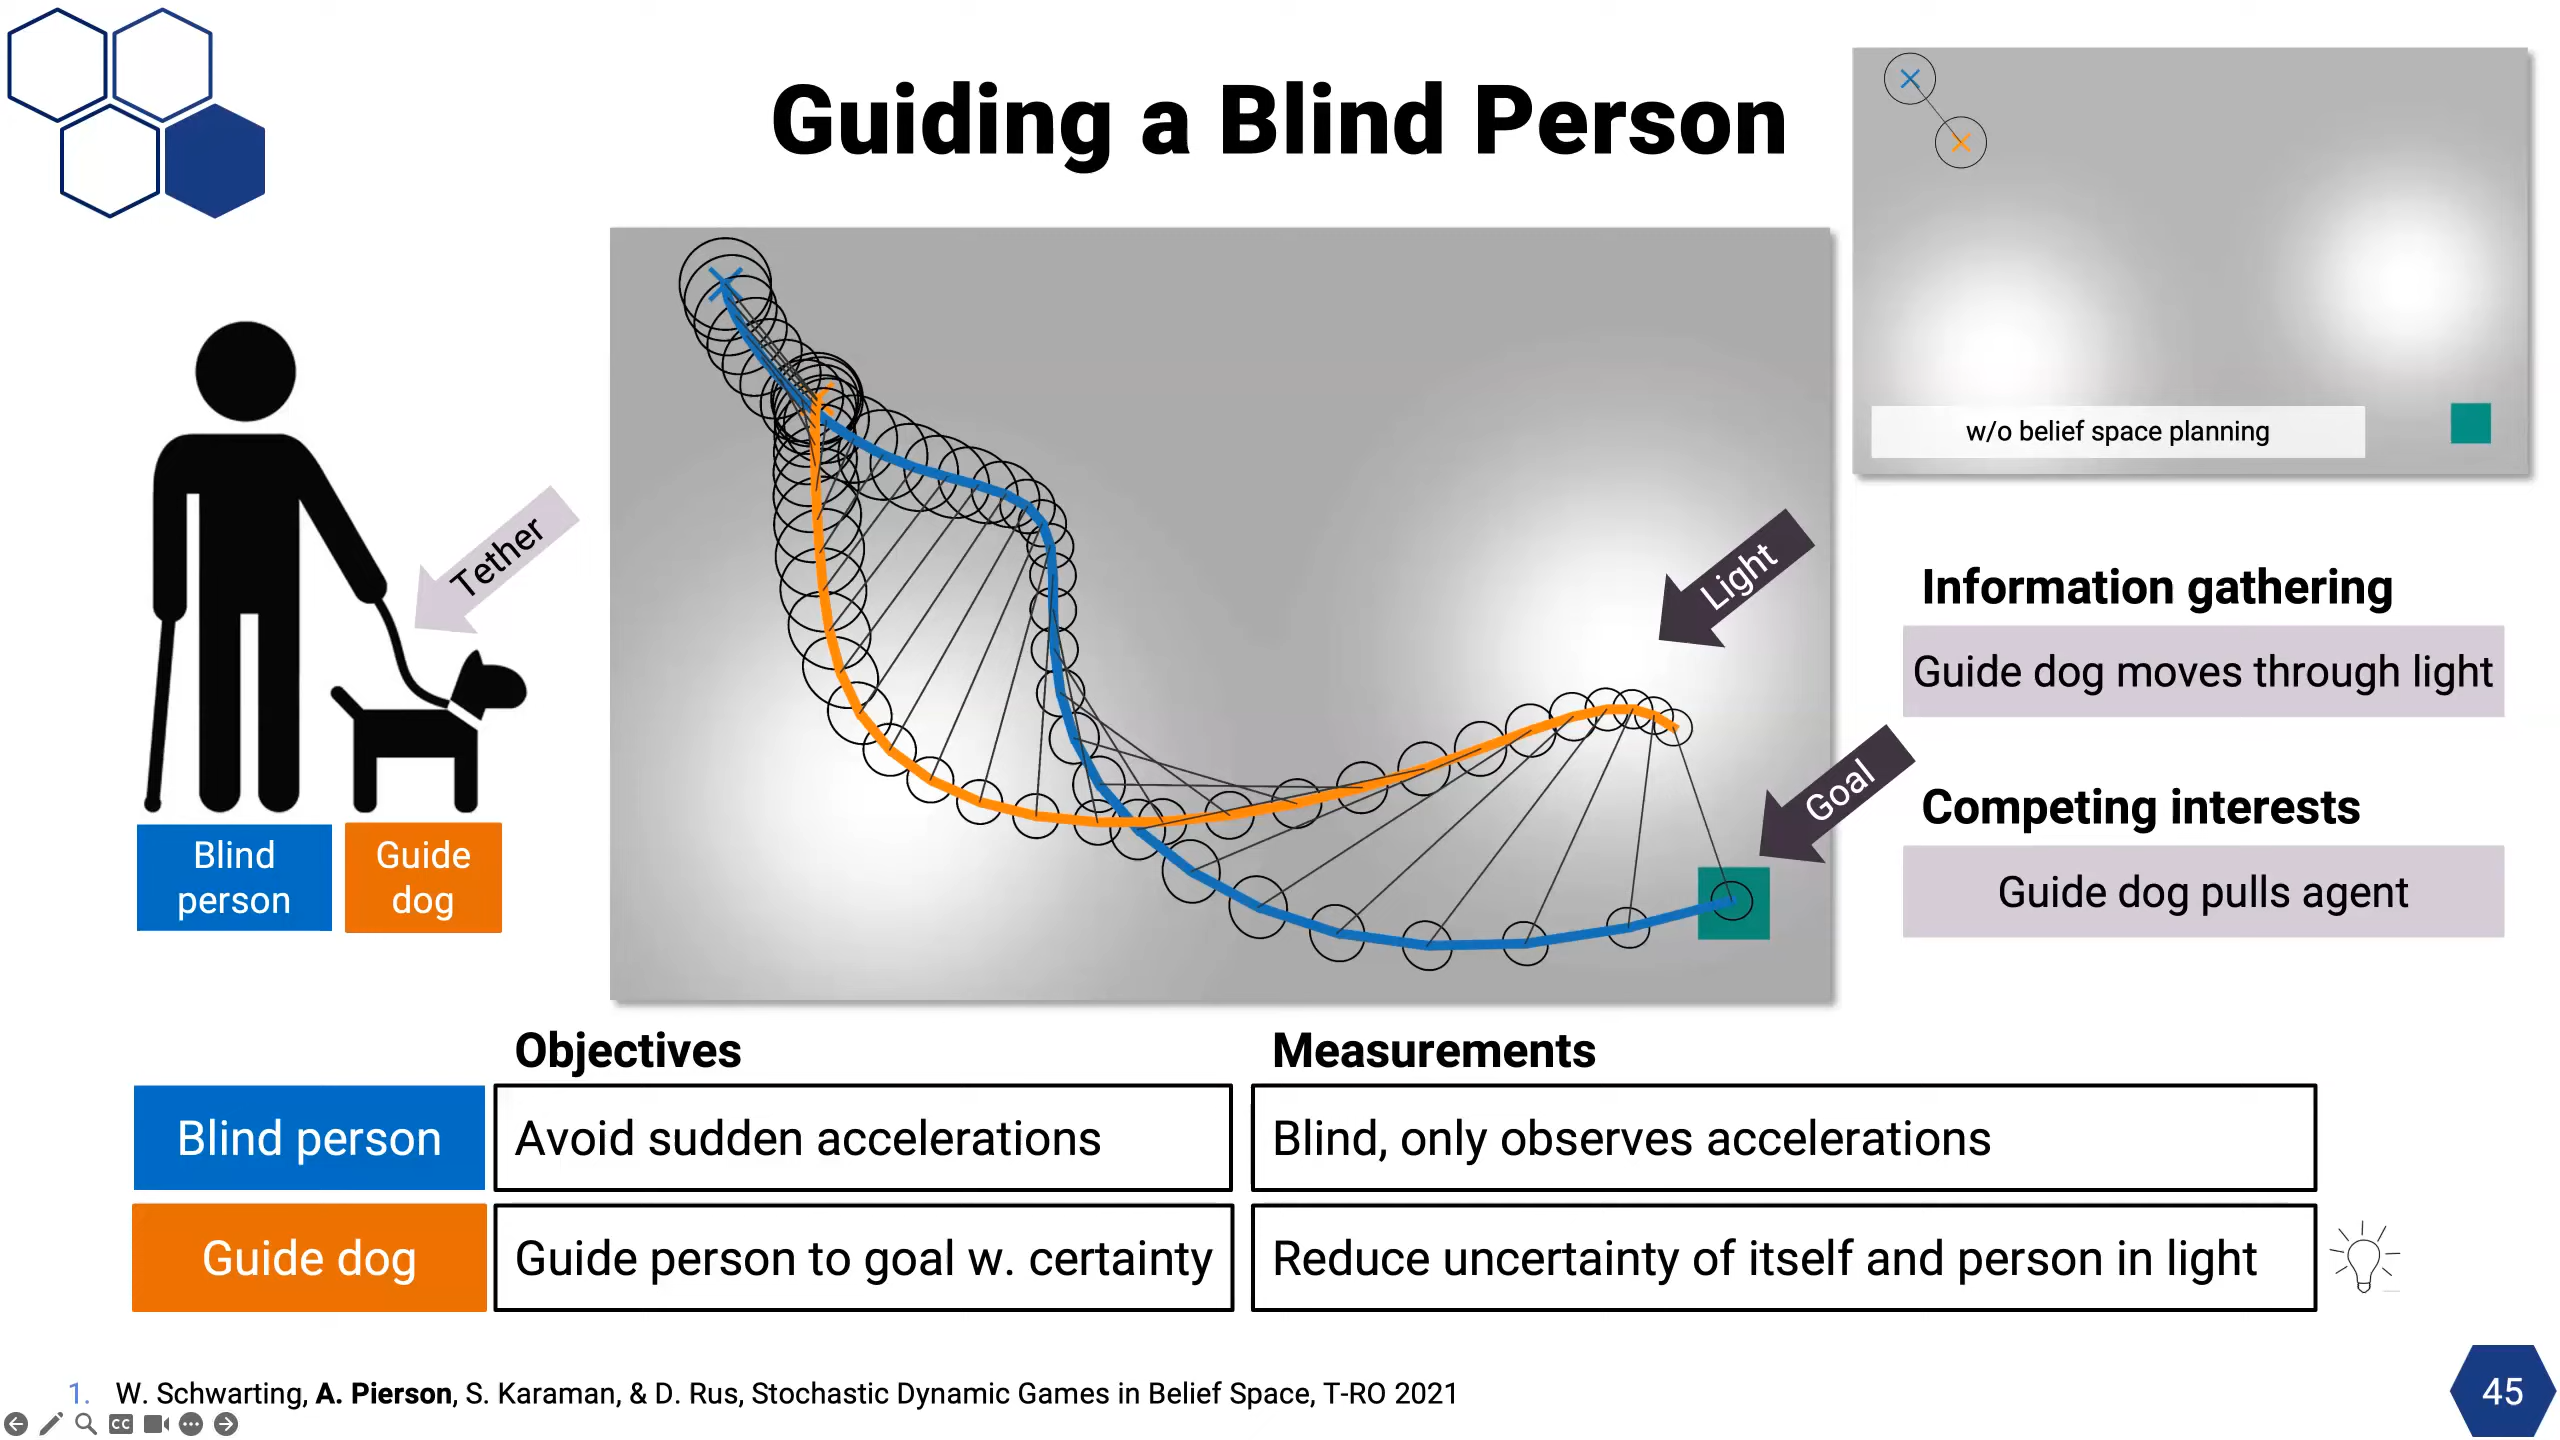 Guiding a Blind Person
w/o belief space planning
Tether
Light
Goal
Blind
person
Guide
dog
Information gathering
Guide dog moves through light
Competing interests
Guide dog pulls agent
Objectives
Measurements
Blind person
Avoid sudden accelerations
Blind, only observes accelerations
Guide dog
Guide person to goal w. certainty
Reduce uncertainty of itself and person in light
1. W. Schwarting, A. Pierson, S. Karaman, & D. Rus, Stochastic Dynamic Games in Belief Space, T-RO 2021
CC
45